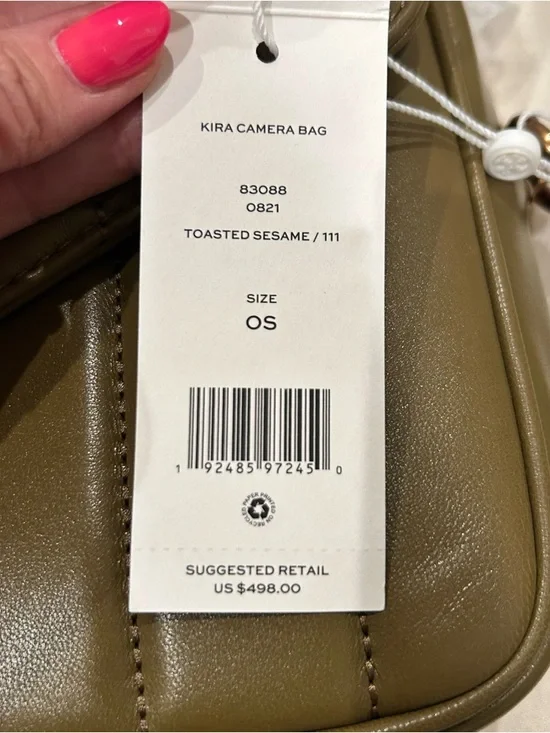 KIRA CAMERA BAG
83088
0821
TOASTED SESAME / 111
SIZE
OS
1 92485 97245 0
PRINTED ON RECYCLED PAPER
SUGGESTED RETAIL
US $498.00